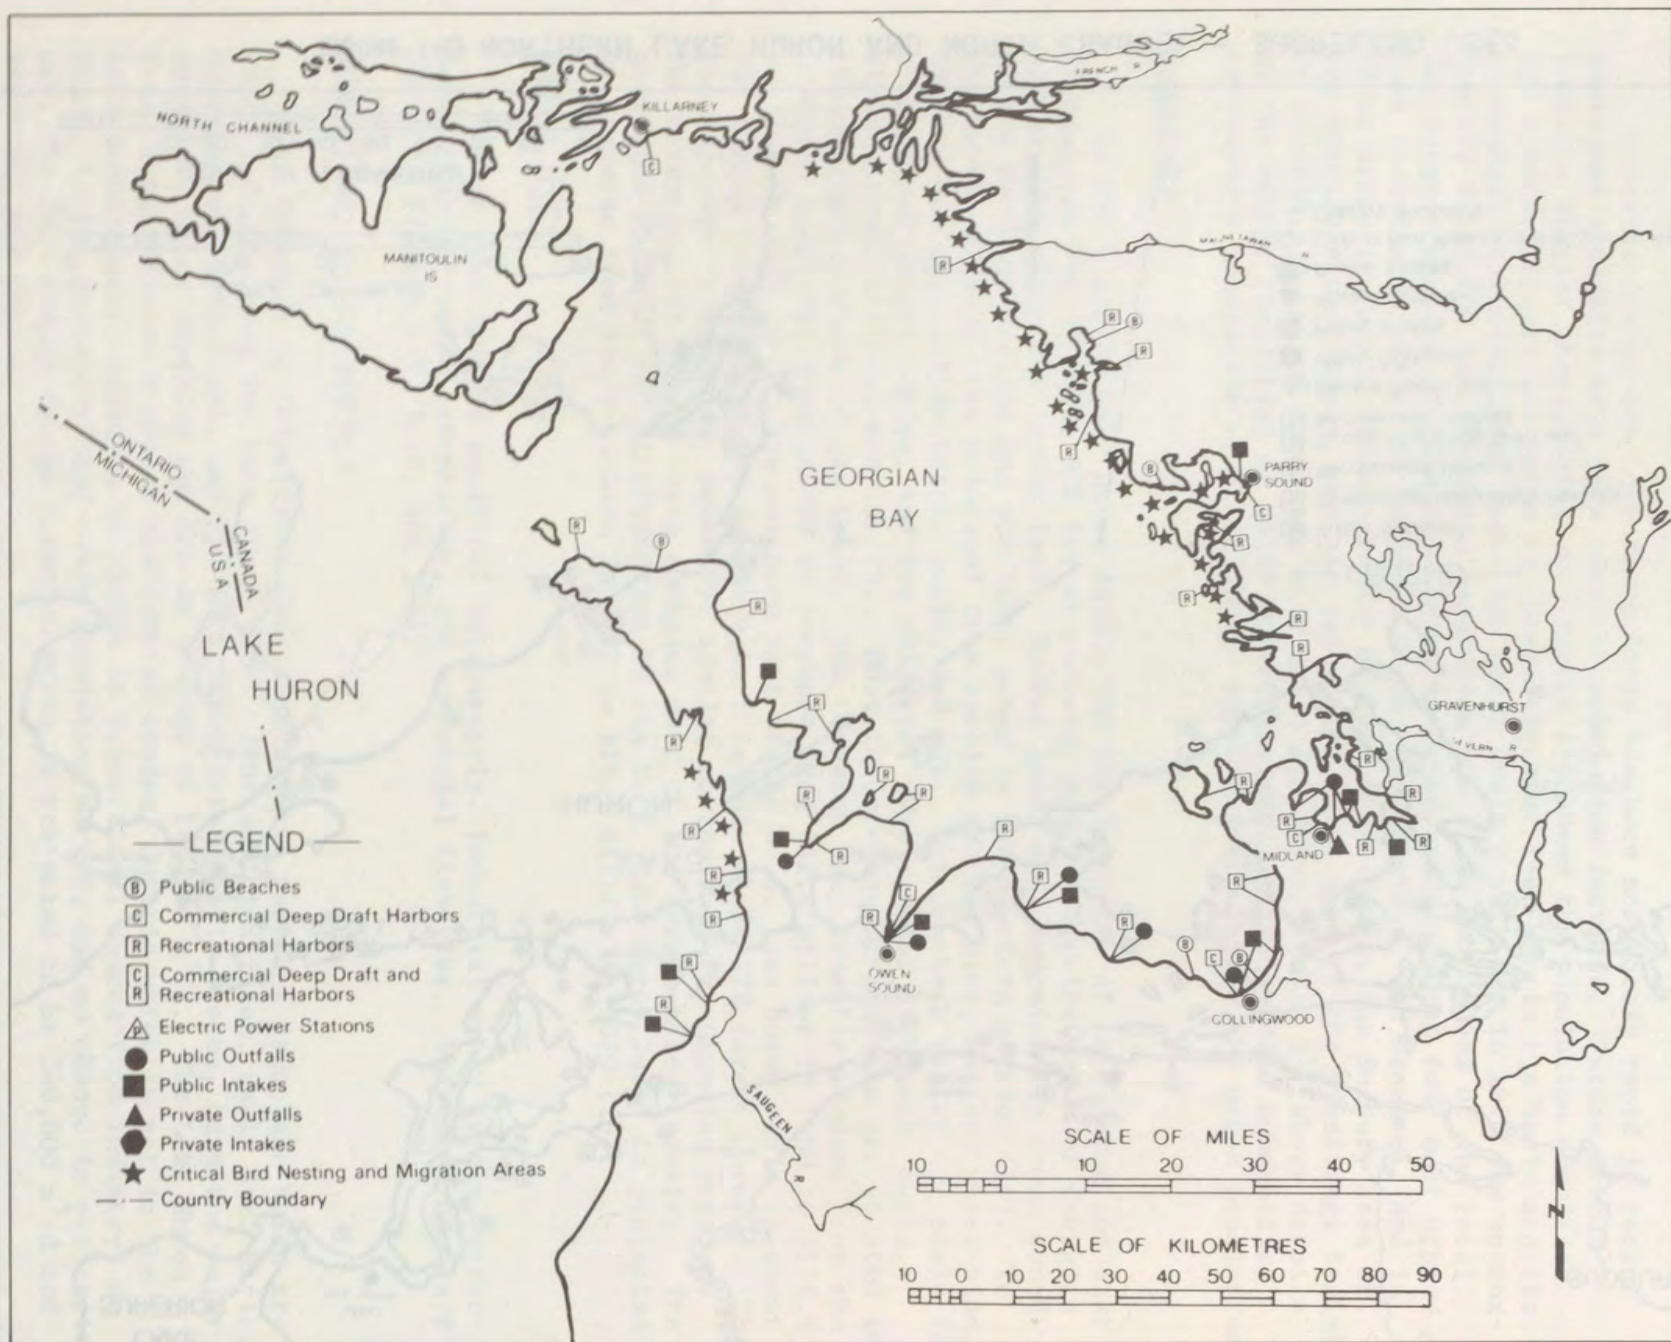 FRENCH R
KILLARNEY
NORTH CHANNEL
C
MANITOULIN
IS
MAGNETAWAN R
R
R
B
R
ONTARIO
MICHIGAN
GEORGIAN
BAY
R
B
PARRY
SOUND
C
CANADA
U S A
R
B
R
R
R
R
R
LAKE
HURON
R
GRAVENHURST
SEVERN R
R
R
R
R
R
R
R
R
R
R
R
R
R
R
C
R
R
MIDLAND
LEGEND
B Public Beaches
C Commercial Deep Draft Harbors
R Recreational Harbors
C Commercial Deep Draft and
R Recreational Harbors
P Electric Power Stations
Public Outfalls
Public Intakes
Private Outfalls
Private Intakes
Critical Bird Nesting and Migration Areas
Country Boundary
R
R
R
R
R
C
R
R
R
B
C
B
OWEN
SOUND
COLLINGWOOD
SAUGEEN R
SCALE OF MILES
10 0 10 20 30 40 50
SCALE OF KILOMETRES
10 0 10 20 30 40 50 60 70 80 90
N